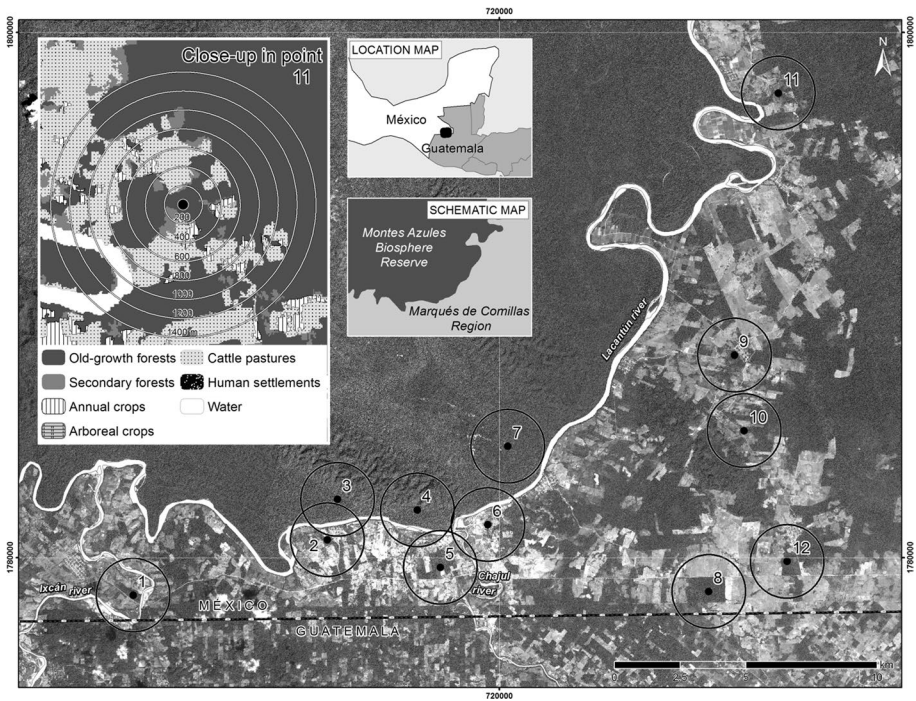 720000
1800000
1800000
N
Close-up in point
11
200
400
600
800
1000
1200
1400 m
Old-growth forests
Cattle pastures
Secondary forests
Human settlements
Annual crops
Water
Arboreal crops
LOCATION MAP
México
Guatemala
SCHEMATIC MAP
Montes Azules
Biosphere
Reserve
Marqués de Comillas
Region
Lacantun river
11
9
10
7
3
4
6
2
5
12
8
1
1780000
1780000
Ixcán
river
Chajul
river
MÉXICO
GUATEMALA
km
0
2.5
5
10
720000